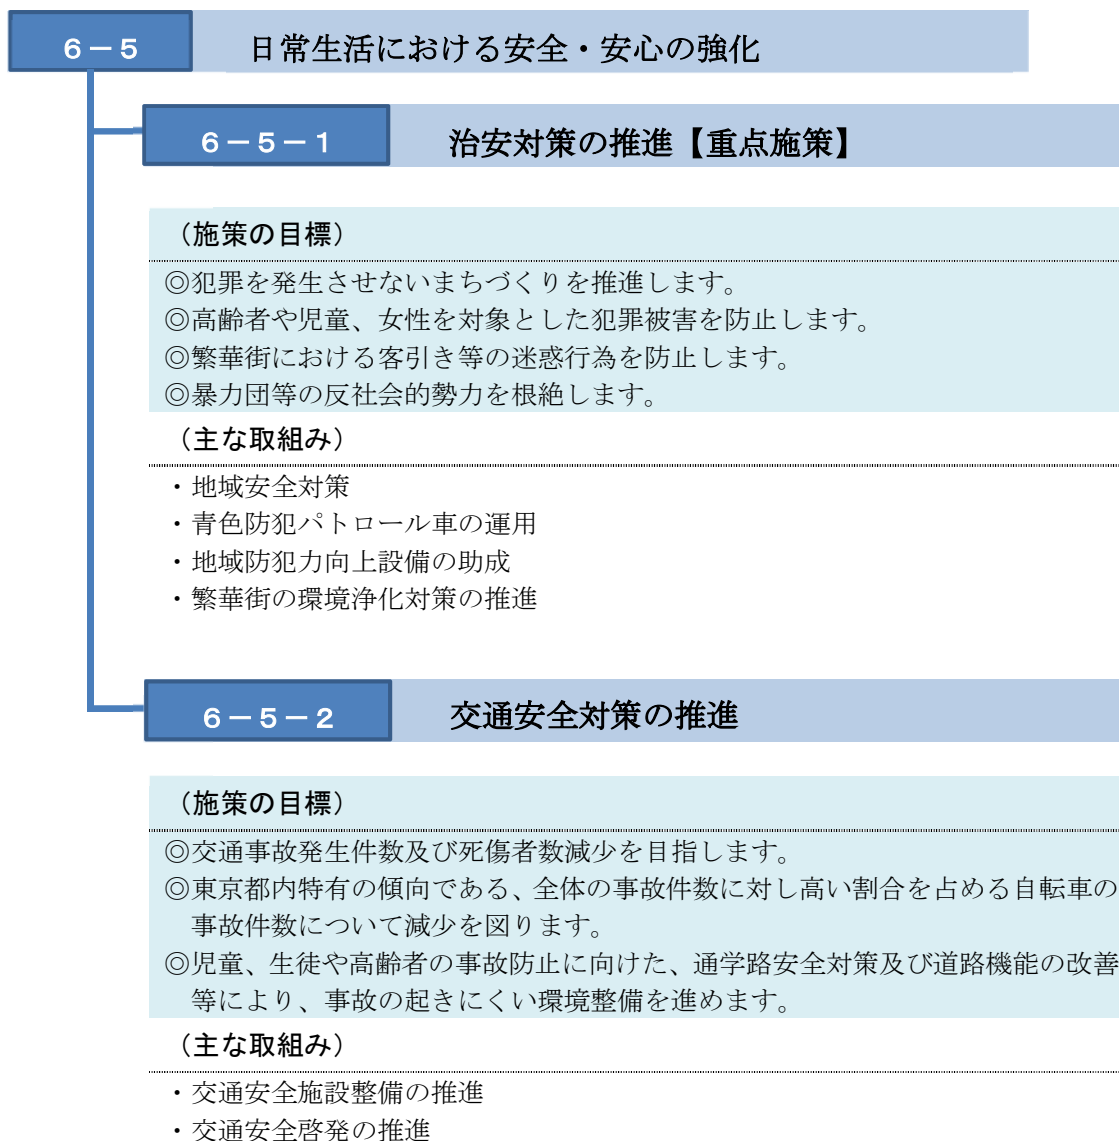 6－5 日常生活における安全・安心の強化
6－5－1 治安対策の推進【重点施策】
（施策の目標）
◎犯罪を発生させないまちづくりを推進します。
◎高齢者や児童、女性を対象とした犯罪被害を防止します。
◎繁華街における客引き等の迷惑行為を防止します。
◎暴力団等の反社会的勢力を根絶します。
（主な取組み）
・地域安全対策
・青色防犯パトロール車の運用
・地域防犯力向上設備の助成
・繁華街の環境浄化対策の推進
6－5－2 交通安全対策の推進
（施策の目標）
◎交通事故発生件数及び死傷者数減少を目指します。
◎東京都内特有の傾向である、全体の事故件数に対し高い割合を占める自転車の
事故件数について減少を図ります。
◎児童、生徒や高齢者の事故防止に向けた、通学路安全対策及び道路機能の改善
等により、事故の起きにくい環境整備を進めます。
（主な取組み）
・交通安全施設整備の推進
・交通安全啓発の推進